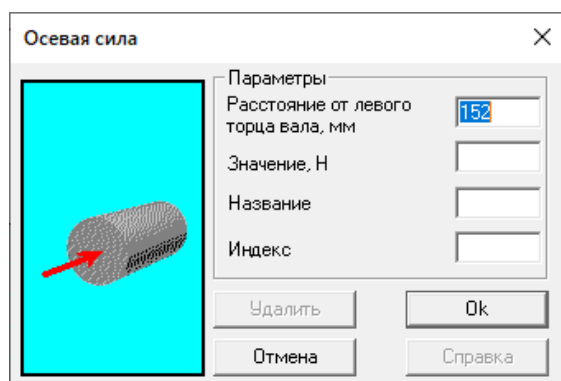 Осевая сила
Параметры
Расстояние от левого
торца вала, мм
152
Значение, Н
Название
Индекс
Удалить
Ok
Отмена
Справка